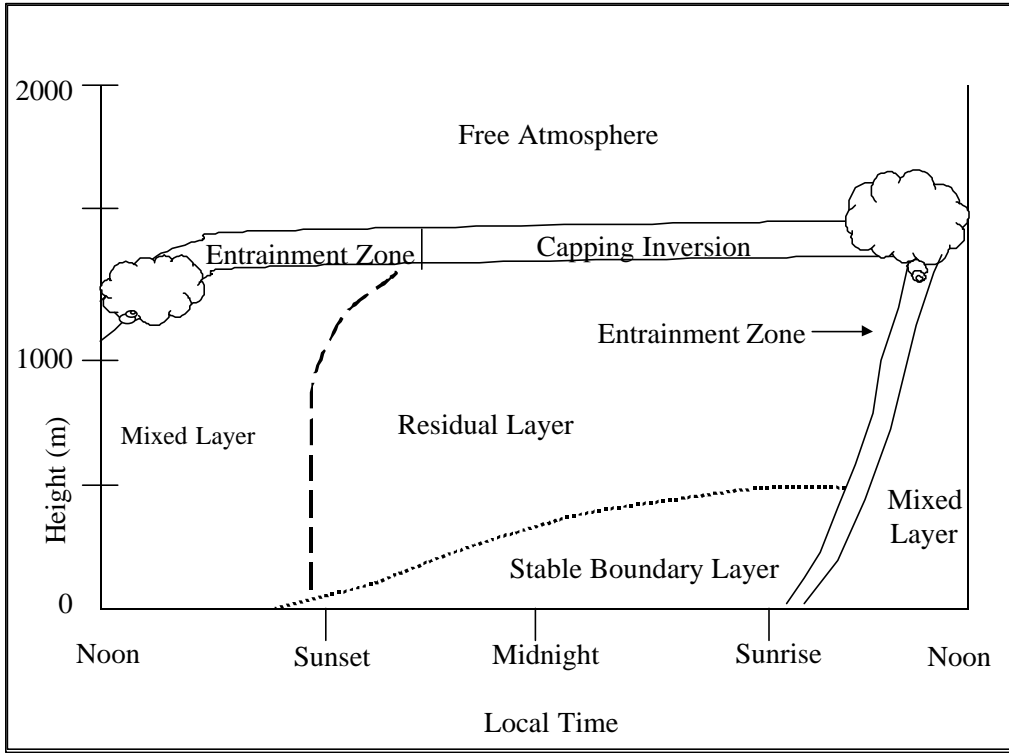 2000
Free Atmosphere
Entrainment Zone
Capping Inversion
Entrainment Zone
1000
Mixed Layer
Residual Layer
Height (m)
Mixed
Layer
Stable Boundary Layer
0
Noon
Sunset
Midnight
Sunrise
Noon
Local Time